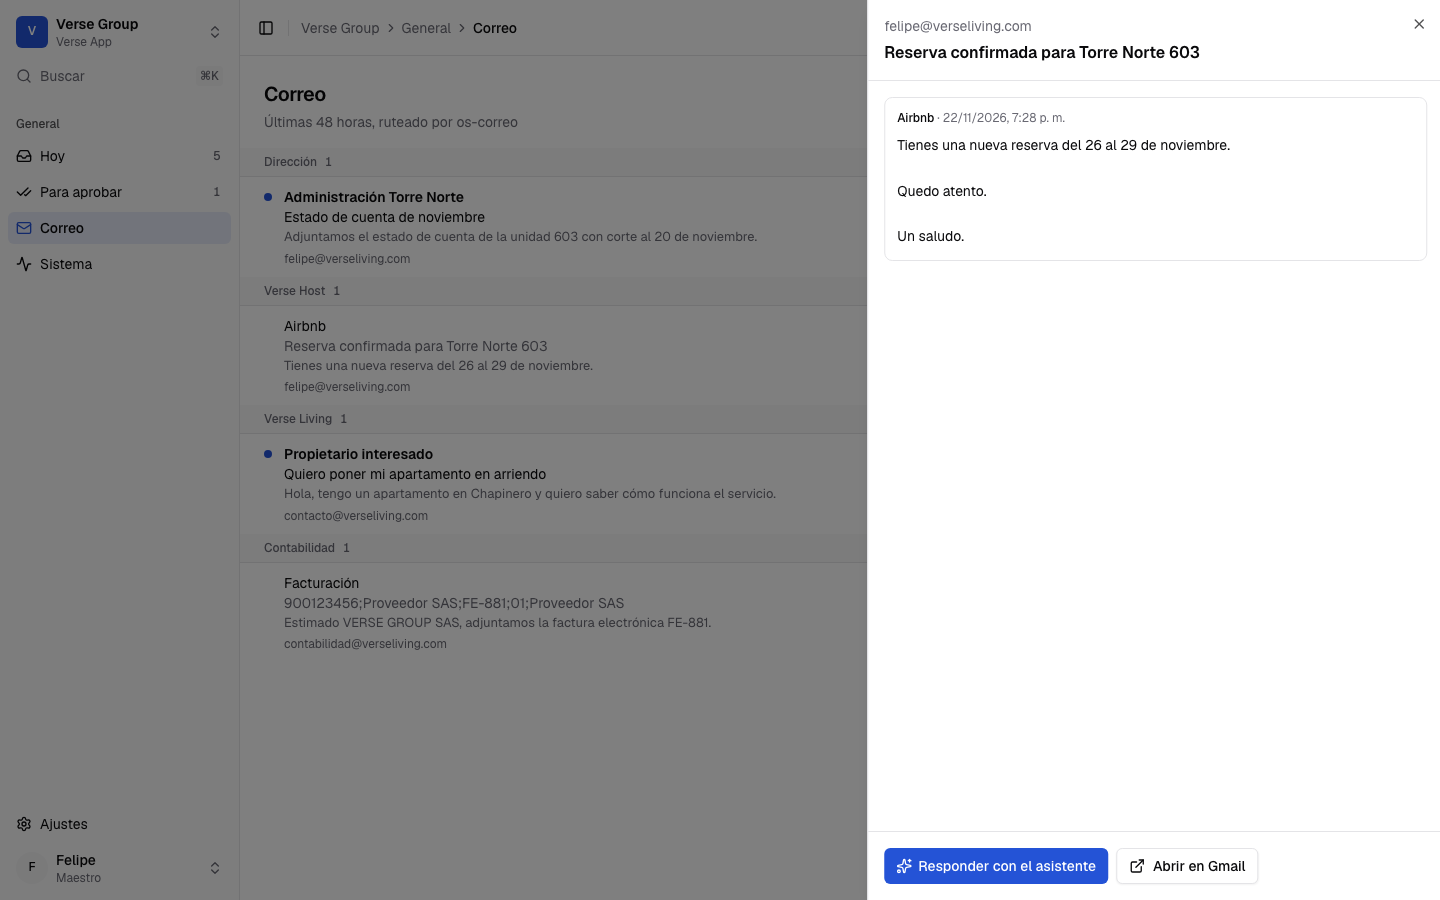 V
Verse Group
Verse App
Buscar
⌘K
General
Hoy
5
Para aprobar
1
Correo
Sistema
Ajustes
F
Felipe
Maestro
Verse Group > General > Correo
Correo
Últimas 48 horas, ruteado por os-correo
Dirección 1
Administración Torre Norte
Estado de cuenta de noviembre
Adjuntamos el estado de cuenta de la unidad 603 con corte al 20 de noviembre.
felipe@verseliving.com
Verse Host 1
Airbnb
Reserva confirmada para Torre Norte 603
Tienes una nueva reserva del 26 al 29 de noviembre.
felipe@verseliving.com
Verse Living 1
Propietario interesado
Quiero poner mi apartamento en arriendo
Hola, tengo un apartamento en Chapinero y quiero saber cómo funciona el servicio.
contacto@verseliving.com
Contabilidad 1
Facturación
900123456;Proveedor SAS;FE-881;01;Proveedor SAS
Estimado VERSE GROUP SAS, adjuntamos la factura electrónica FE-881.
contabilidad@verseliving.com
felipe@verseliving.com
Reserva confirmada para Torre Norte 603
Airbnb · 22/11/2026, 7:28 p. m.
Tienes una nueva reserva del 26 al 29 de noviembre.
Quedo atento.
Un saludo.
Responder con el asistente
Abrir en Gmail